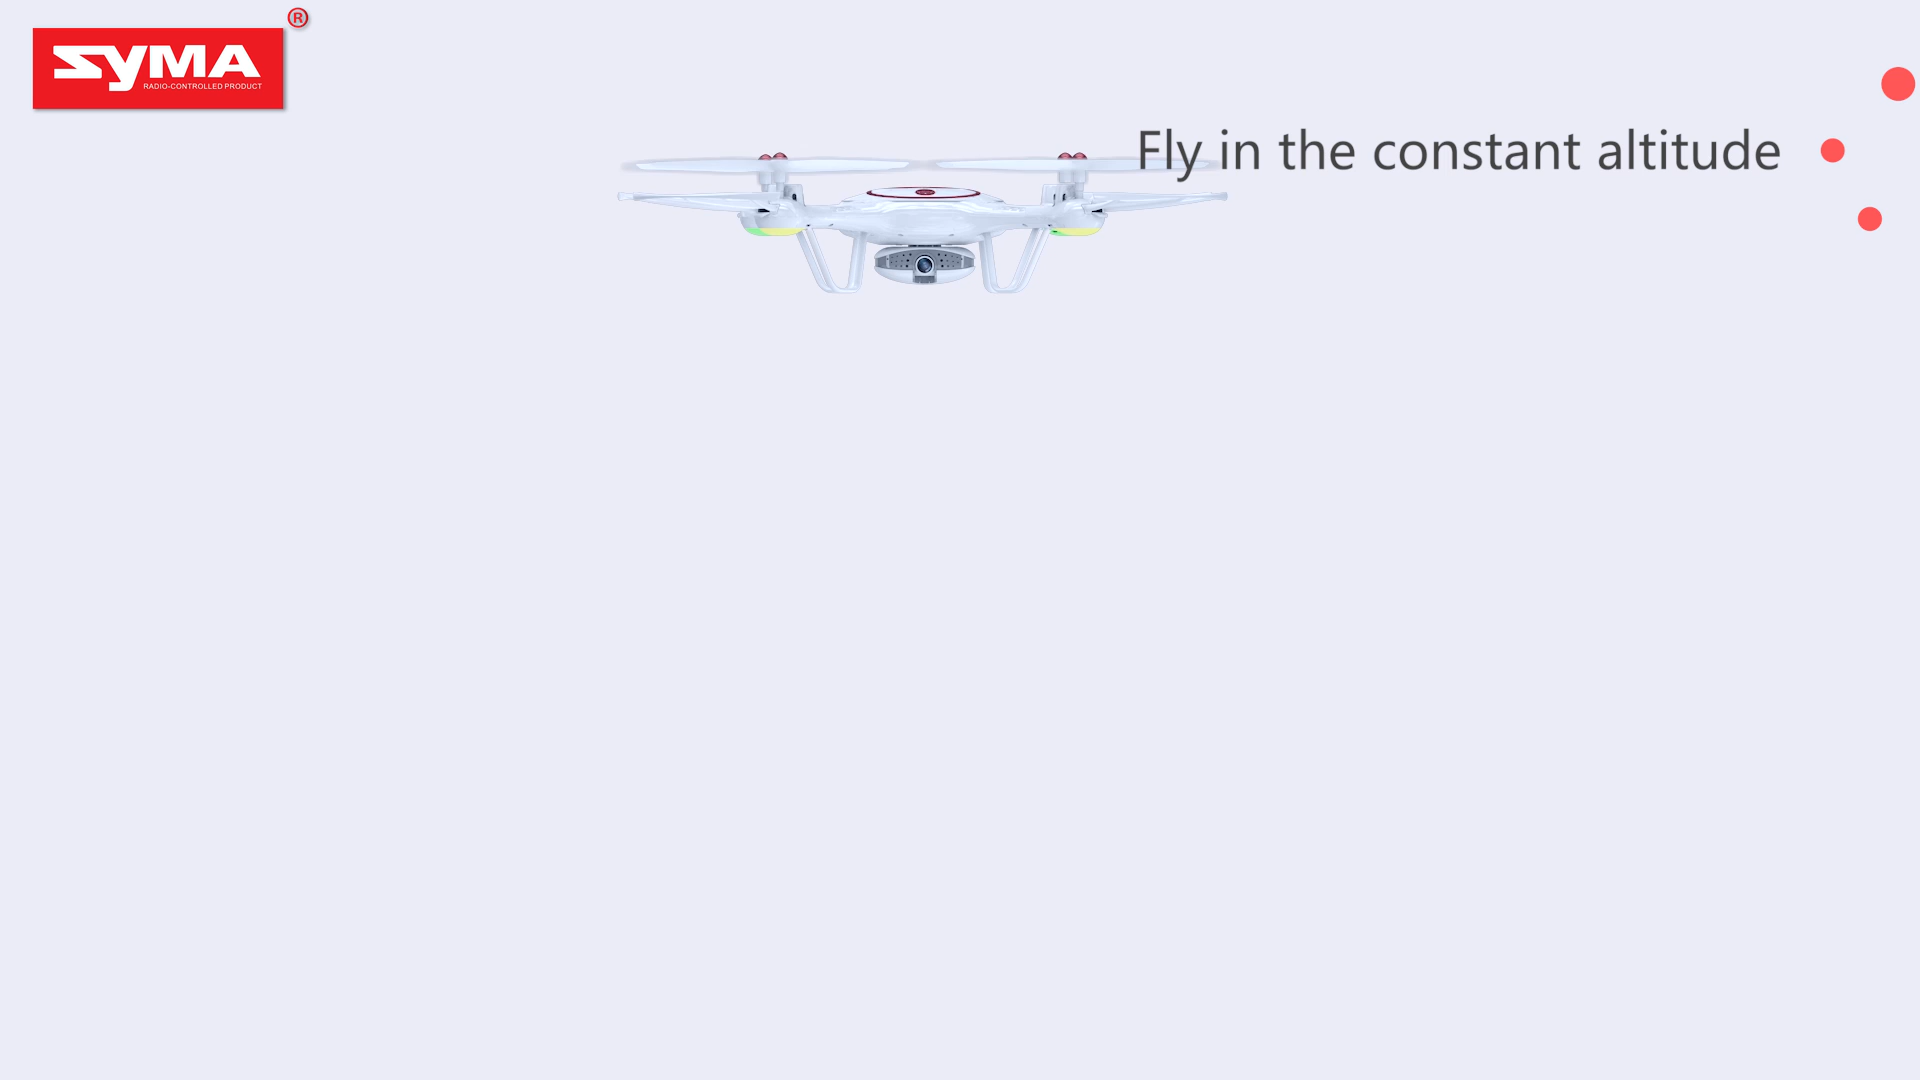 ®
SYMA
RADIO-CONTROLLED PRODUCT
Fly in the constant altitude